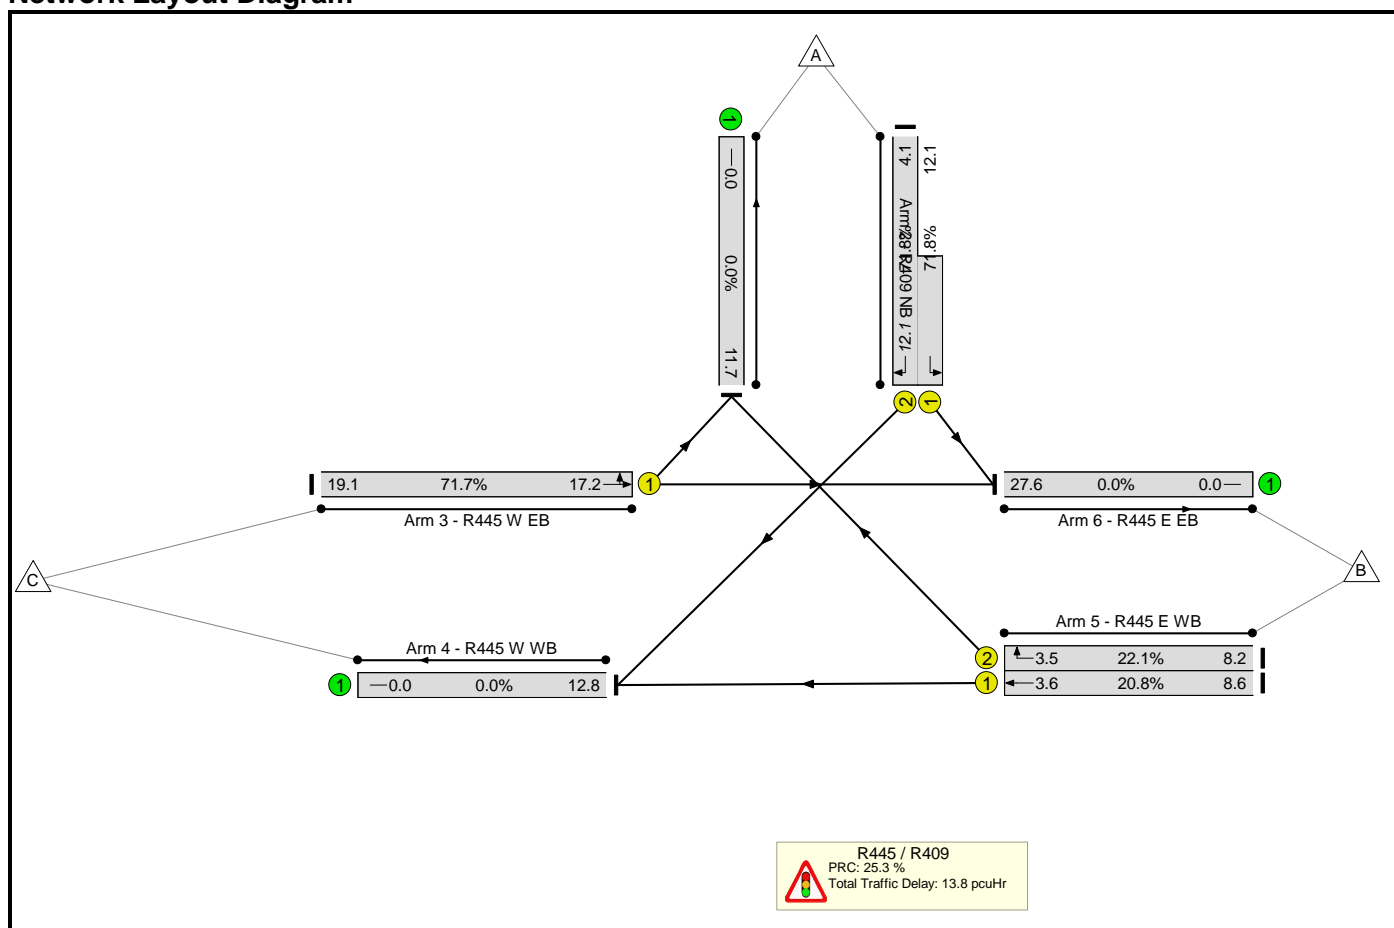 Network Layout Diagram
A
1
0.0
0.0%
11.7
4.1
12.1
71.8%
12.1
2
1
19.1 71.7% 17.2
1
Arm 3 - R445 W EB
27.6 0.0% 0.0
1
Arm 6 - R445 E EB
C
B
Arm 5 - R445 E WB
2
3.5 22.1% 8.2
1
3.6 20.8% 8.6
Arm 4 - R445 W WB
1
0.0 0.0% 12.8
R445 / R409
PRC: 25.3 %
Total Traffic Delay: 13.8 pcuHr